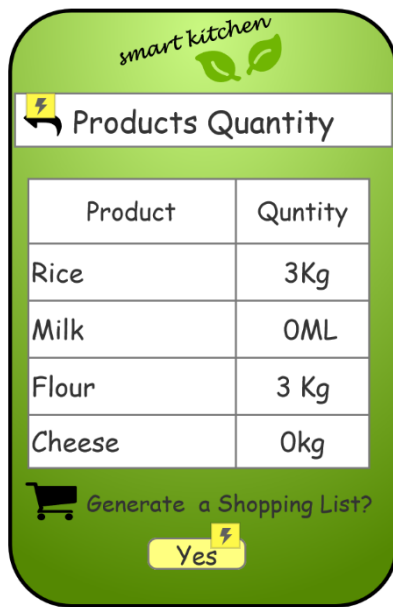 smart kitchen
Products Quantity
Product Quntity
Rice 3Kg
Milk 0ML
Flour 3 Kg
Cheese 0kg
Generate a Shopping List?
Yes